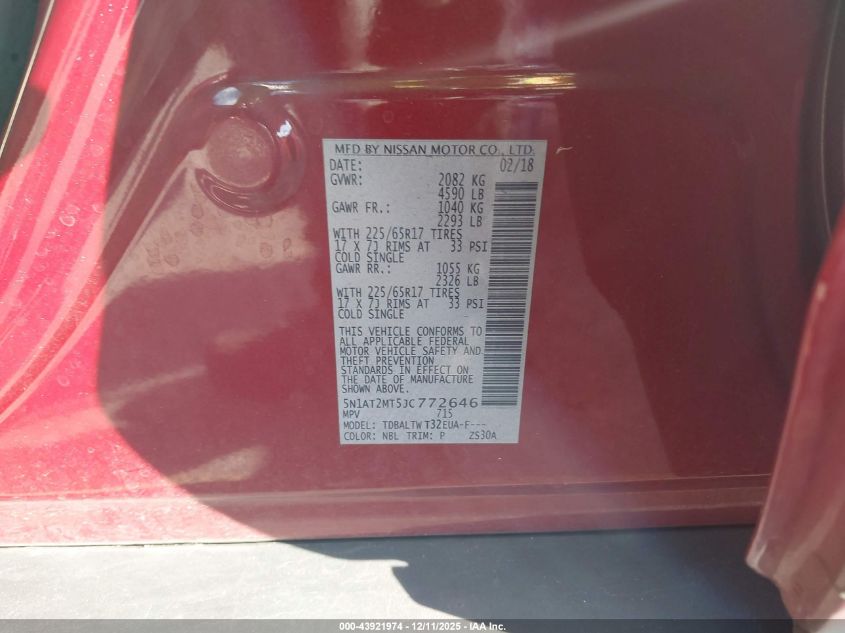 MFD BY NISSAN MOTOR CO., LTD.
DATE: 02/18
GVWR: 2082 KG
4590 LB
GAWR FR.: 1040 KG
2293 LB
WITH 225/65R17 TIRES
17 X 7J RIMS AT 33 PSI
COLD SINGLE
GAWR RR.: 1055 KG
2326 LB
WITH 225/65R17 TIRES
17 X 7J RIMS AT 33 PSI
COLD SINGLE
THIS VEHICLE CONFORMS TO
ALL APPLICABLE FEDERAL
MOTOR VEHICLE SAFETY AND
THEFT PREVENTION
STANDARDS IN EFFECT ON
THE DATE OF MANUFACTURE
SHOWN ABOVE.
5N1AT2MT5JC772646
MPV 715
MODEL: TDBALTW T32EUA-F---
COLOR: NBL TRIM: P ZS30A
000-43921974 - 12/11/2025 - © IAA, Inc.